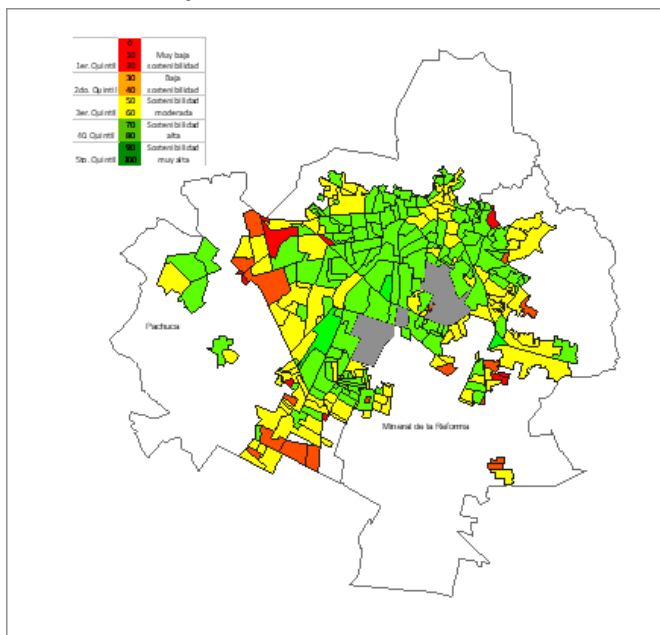 0
10 Muy baja
1er. Quintil 20 sostenibilidad
30 Baja
2do. Quintil 40 sostenibilidad
50 Sostenibilidad
3er. Quintil 60 moderada
70 Sostenibilidad
40. Quintil 80 alta
90 Sostenibilidad
5to. Quintil 100 muy alta
Pachuca
Mineral de la Reforma